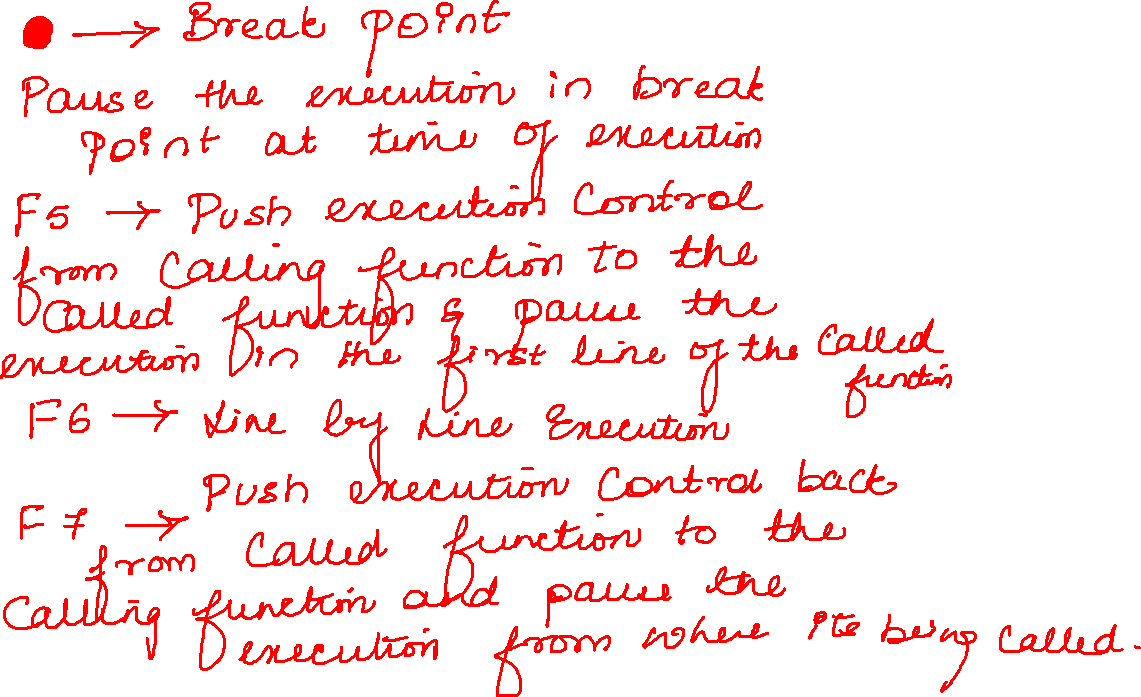 ● → Break point
Pause the execution in break
point at time of execution
F5 → Push execution Control
from Calling function to the
Called function & pause the
execution in the first line of the Called
function
F6 → Line by Line Execution
Push execution Control back
F7 →
from Called function to the
Calling function and pause the
execution from where its being Called.